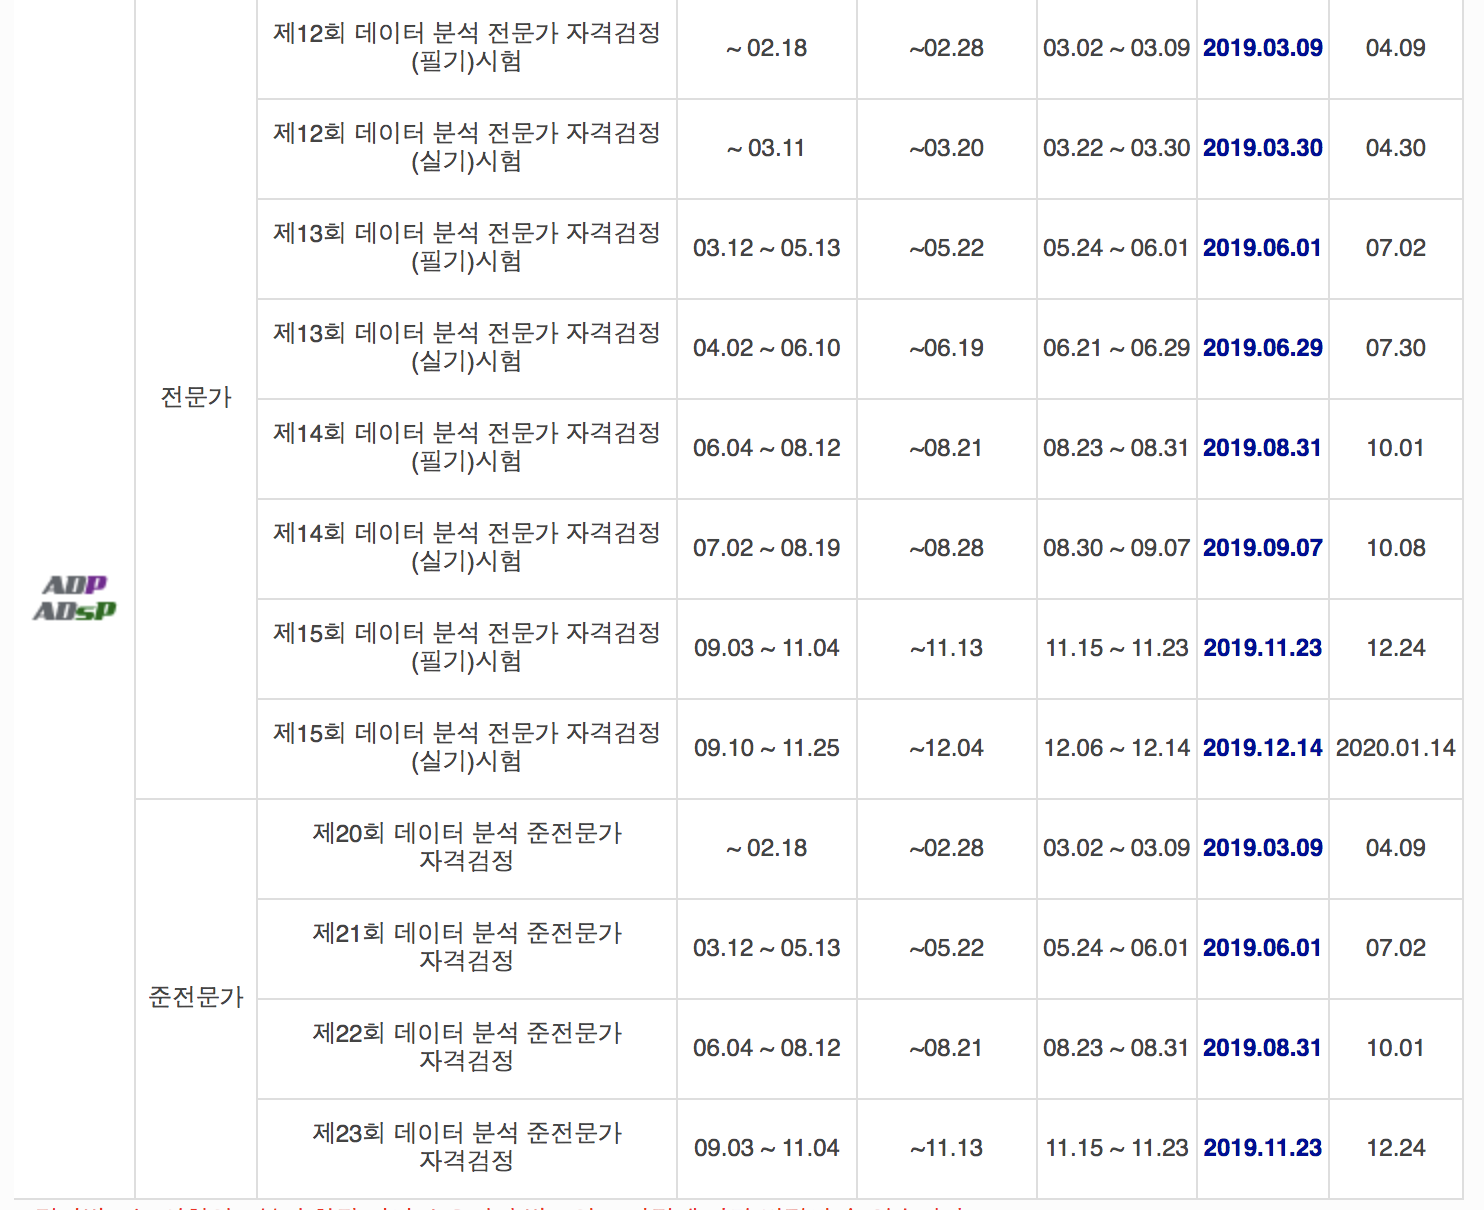 제12회 데이터 분석 전문가 자격검정
(필기)시험
~ 02.18
~02.28
03.02 ~ 03.09
2019.03.09
04.09
제12회 데이터 분석 전문가 자격검정
(실기)시험
~ 03.11
~03.20
03.22 ~ 03.30
2019.03.30
04.30
제13회 데이터 분석 전문가 자격검정
(필기)시험
03.12 ~ 05.13
~05.22
05.24 ~ 06.01
2019.06.01
07.02
제13회 데이터 분석 전문가 자격검정
(실기)시험
04.02 ~ 06.10
~06.19
06.21 ~ 06.29
2019.06.29
07.30
전문가
제14회 데이터 분석 전문가 자격검정
(필기)시험
06.04 ~ 08.12
~08.21
08.23 ~ 08.31
2019.08.31
10.01
제14회 데이터 분석 전문가 자격검정
(실기)시험
07.02 ~ 08.19
~08.28
08.30 ~ 09.07
2019.09.07
10.08
ADP
ADsP
제15회 데이터 분석 전문가 자격검정
(필기)시험
09.03 ~ 11.04
~11.13
11.15 ~ 11.23
2019.11.23
12.24
제15회 데이터 분석 전문가 자격검정
(실기)시험
09.10 ~ 11.25
~12.04
12.06 ~ 12.14
2019.12.14
2020.01.14
제20회 데이터 분석 준전문가
자격검정
~ 02.18
~02.28
03.02 ~ 03.09
2019.03.09
04.09
제21회 데이터 분석 준전문가
자격검정
03.12 ~ 05.13
~05.22
05.24 ~ 06.01
2019.06.01
07.02
준전문가
제22회 데이터 분석 준전문가
자격검정
06.04 ~ 08.12
~08.21
08.23 ~ 08.31
2019.08.31
10.01
제23회 데이터 분석 준전문가
자격검정
09.03 ~ 11.04
~11.13
11.15 ~ 11.23
2019.11.23
12.24